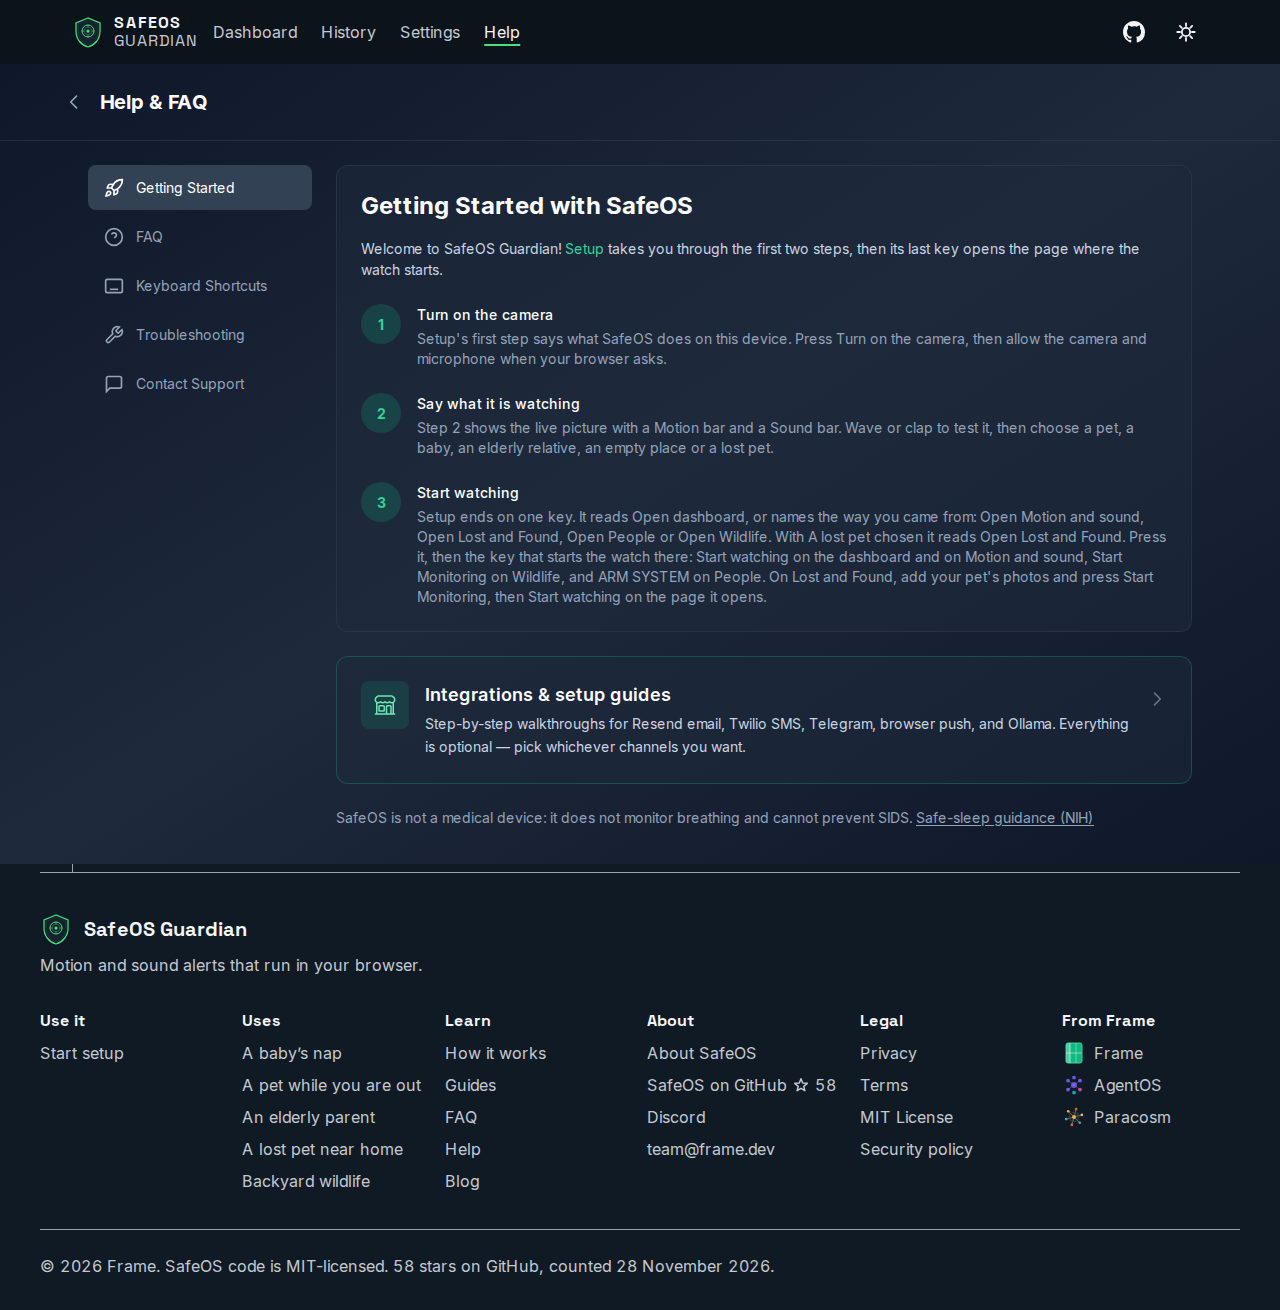 SAFEOS
GUARDIAN
Dashboard
History
Settings
Help
Help & FAQ
Getting Started
FAQ
Keyboard Shortcuts
Troubleshooting
Contact Support
Getting Started with SafeOS
Welcome to SafeOS Guardian! Setup takes you through the first two steps, then its last key opens the page where the
watch starts.
1
Turn on the camera
Setup's first step says what SafeOS does on this device. Press Turn on the camera, then allow the camera and
microphone when your browser asks.
2
Say what it is watching
Step 2 shows the live picture with a Motion bar and a Sound bar. Wave or clap to test it, then choose a pet, a
baby, an elderly relative, an empty place or a lost pet.
3
Start watching
Setup ends on one key. It reads Open dashboard, or names the way you came from: Open Motion and sound,
Open Lost and Found, Open People or Open Wildlife. With A lost pet chosen it reads Open Lost and Found. Press
it, then the key that starts the watch there: Start watching on the dashboard and on Motion and sound, Start
Monitoring on Wildlife, and ARM SYSTEM on People. On Lost and Found, add your pet's photos and press Start
Monitoring, then Start watching on the page it opens.
Integrations & setup guides
Step-by-step walkthroughs for Resend email, Twilio SMS, Telegram, browser push, and Ollama. Everything
is optional — pick whichever channels you want.
SafeOS is not a medical device: it does not monitor breathing and cannot prevent SIDS. Safe-sleep guidance (NIH)
SafeOS Guardian
Motion and sound alerts that run in your browser.
Use it
Start setup
Uses
A baby’s nap
A pet while you are out
An elderly parent
A lost pet near home
Backyard wildlife
Learn
How it works
Guides
FAQ
Help
Blog
About
About SafeOS
SafeOS on GitHub ☆ 58
Discord
team@frame.dev
Legal
Privacy
Terms
MIT License
Security policy
From Frame
Frame
AgentOS
Paracosm
© 2026 Frame. SafeOS code is MIT-licensed. 58 stars on GitHub, counted 28 November 2026.